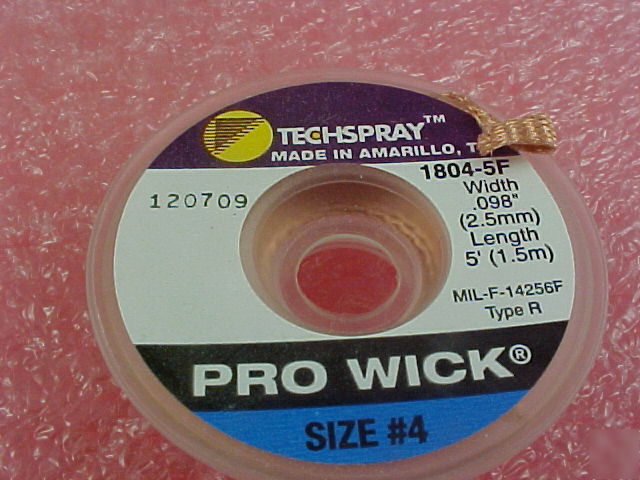 TECHSPRAY™
MADE IN AMARILLO,
1804-5F
Width
.098"
(2.5mm)
Length
5' (1.5m)
120709
MIL-F-14256F
Type R
PRO WICK®
SIZE #4